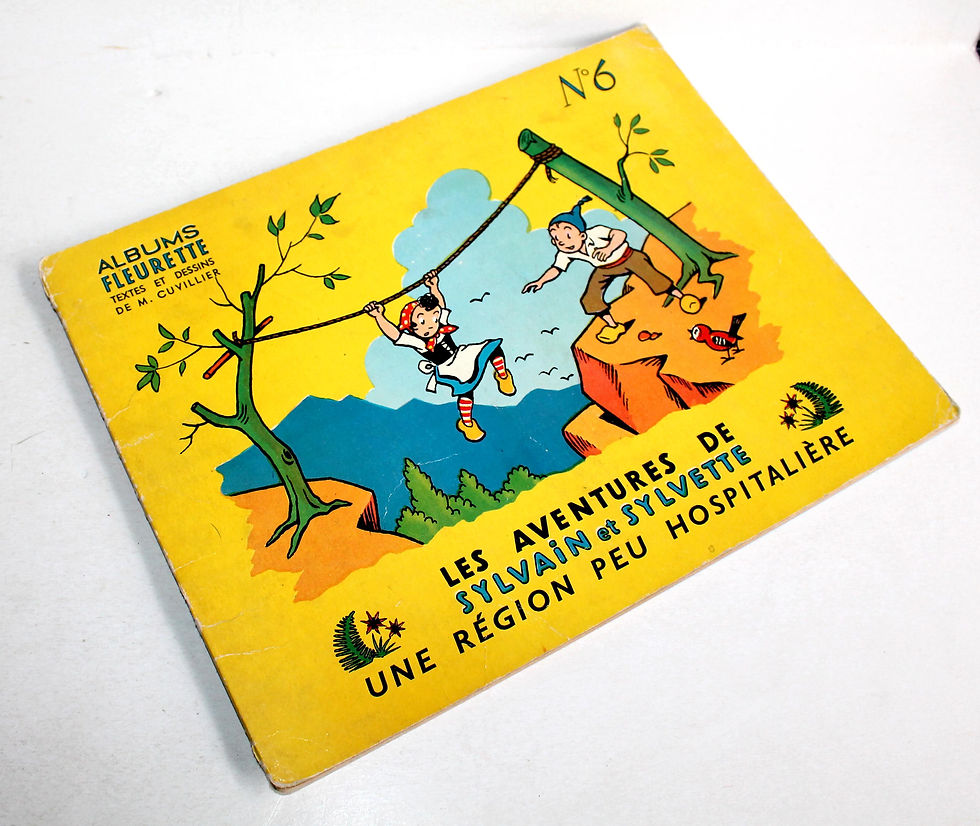 N°6
ALBUMS
FLEURETTE
TEXTES ET DESSINS
DE M. CUVILLIER
LES AVENTURES DE
SYLVAiN et SYLVETTE
UNE RÉGION PEU HOSPITALIÈRE